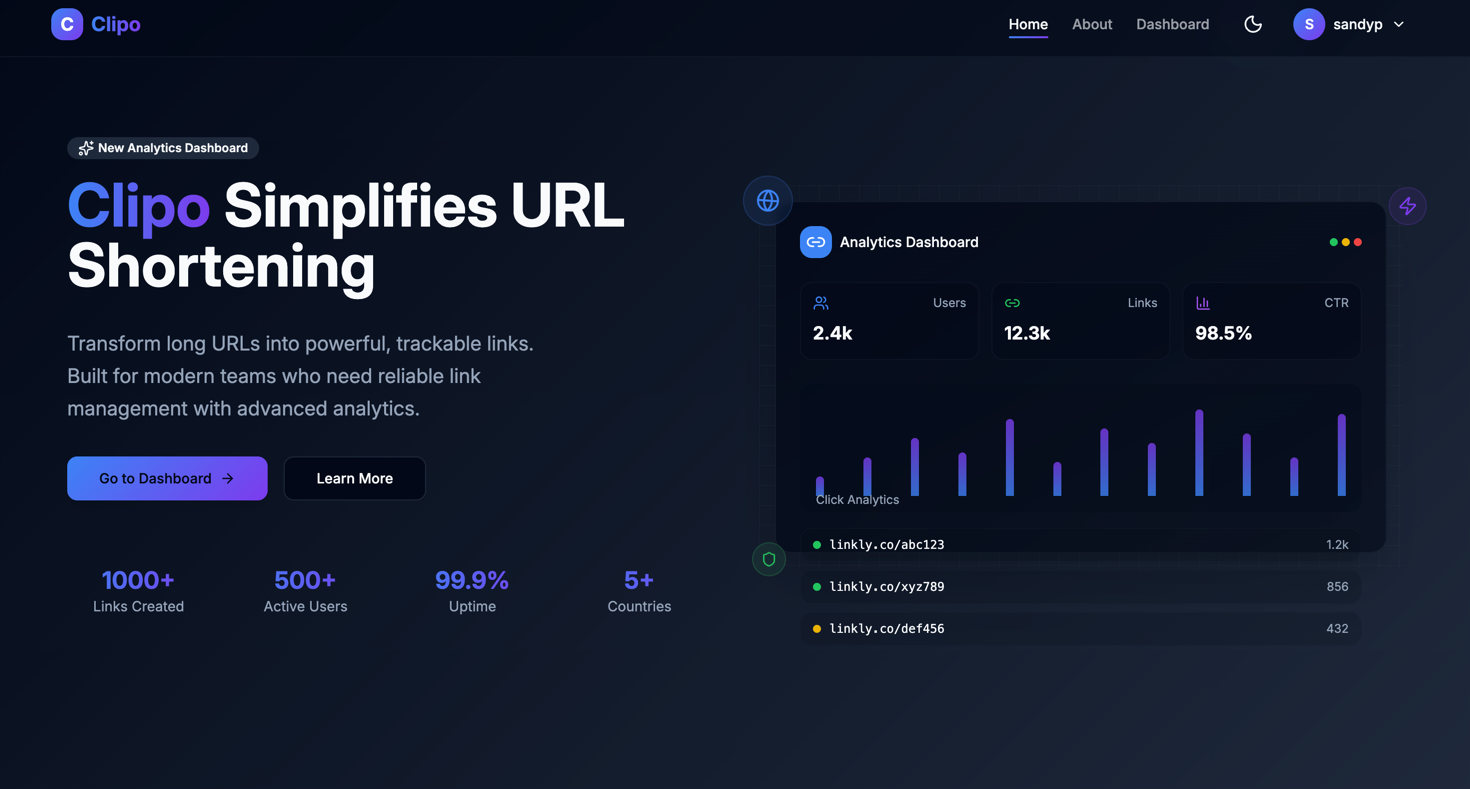 C Clipo
Home About Dashboard S sandyp
New Analytics Dashboard
Clipo Simplifies URL
Shortening
Transform long URLs into powerful, trackable links.
Built for modern teams who need reliable link
management with advanced analytics.
Go to Dashboard →
Learn More
1000+
Links Created
500+
Active Users
99.9%
Uptime
5+
Countries
Analytics Dashboard
Users
2.4k
Links
12.3k
CTR
98.5%
Click Analytics
linkly.co/abc123 1.2k
linkly.co/xyz789 856
linkly.co/def456 432